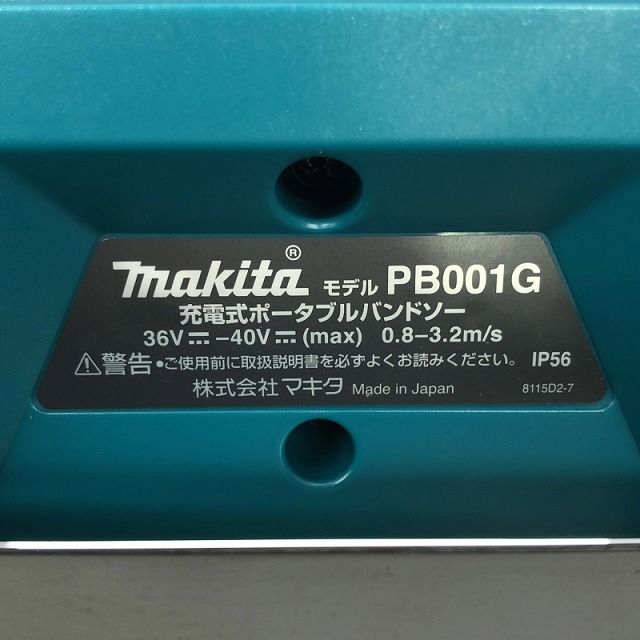 makita® モデル PB001G
充電式ポータブルバンドソー
36V⎓–40V⎓(max) 0.8–3.2m/s
⚠警告・ご使用前に取扱説明書を必ずよくお読みください。 IP56
株式会社マキタ Made in Japan 8115D2-7